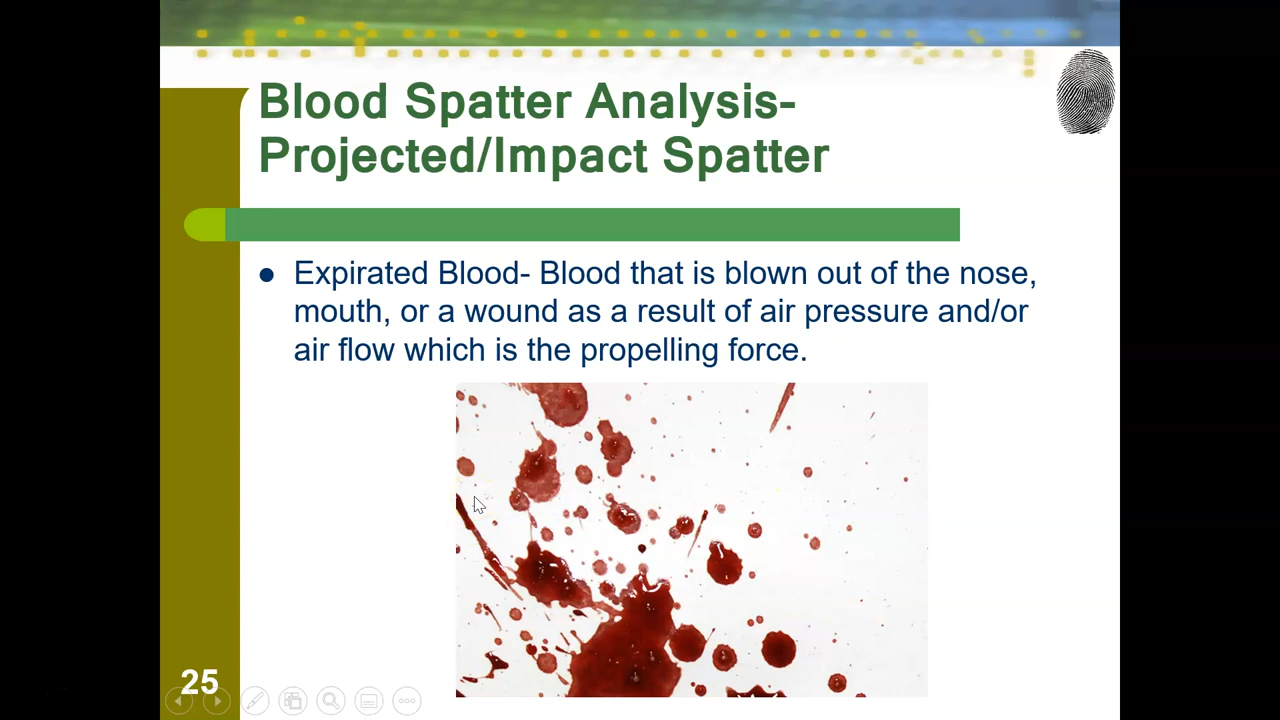 Blood Spatter Analysis-
Projected/Impact Spatter
Expirated Blood- Blood that is blown out of the nose,
mouth, or a wound as a result of air pressure and/or
air flow which is the propelling force.
25